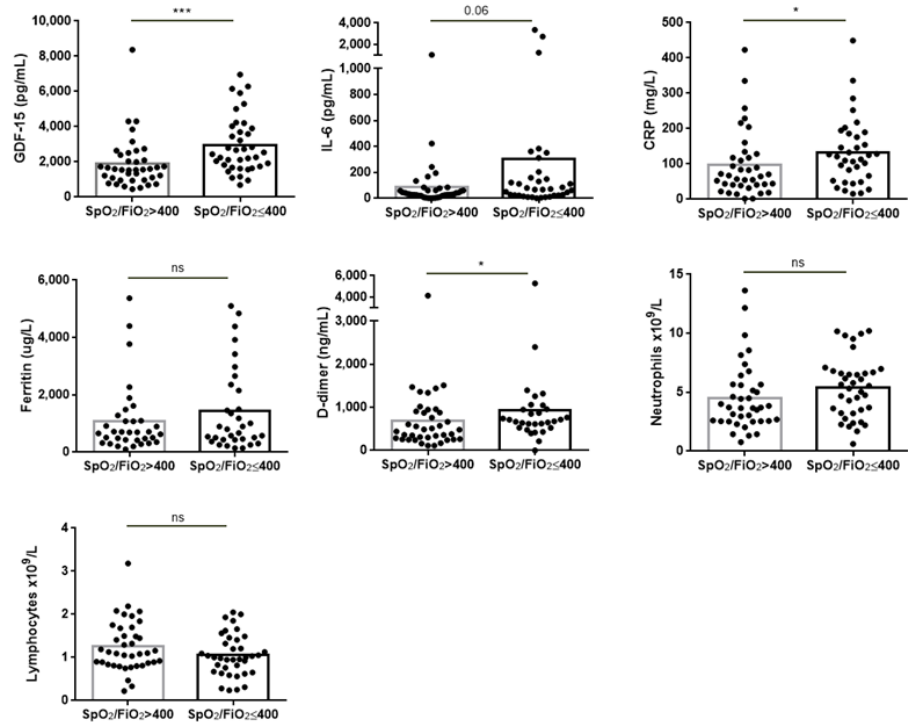 ***
10,000
8,000
6,000
4,000
2,000
0
GDF-15 (pg/mL)
SpO₂/FiO₂>400 SpO₂/FiO₂≤400
0.06
4,000
2,000
1,000
800
600
400
200
0
IL-6 (pg/mL)
SpO₂/FiO₂>400 SpO₂/FiO₂≤400
*
500
400
300
200
100
0
CRP (mg/L)
SpO₂/FiO₂>400 SpO₂/FiO₂≤400
ns
6,000
4,000
2,000
0
Ferritin (ug/L)
SpO₂/FiO₂>400 SpO₂/FiO₂≤400
*
6,000
4,000
2,000
3,000
2,000
1,000
0
D-dimer (ng/mL)
SpO₂/FiO₂>400 SpO₂/FiO₂≤400
ns
15
10
5
0
Neutrophils x10⁹/L
SpO₂/FiO₂>400 SpO₂/FiO₂≤400
ns
4
3
2
1
0
Lymphocytes x10⁹/L
SpO₂/FiO₂>400 SpO₂/FiO₂≤400